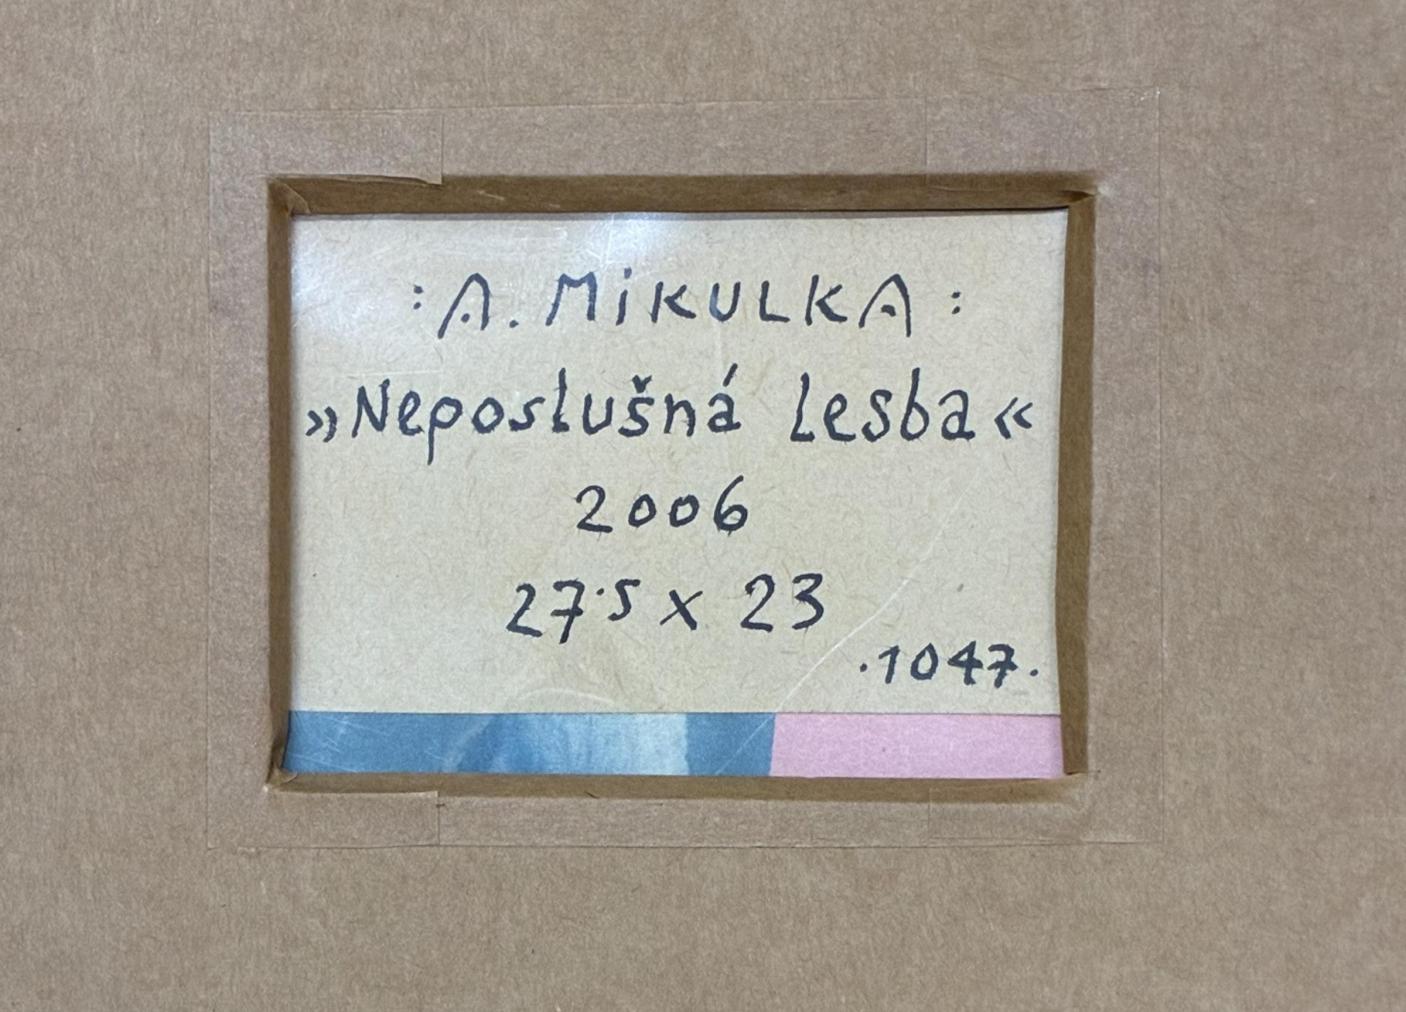 :A. MiKULKA:
»Neposlušná Lesba«
2006
27.5 x 23
.1047.